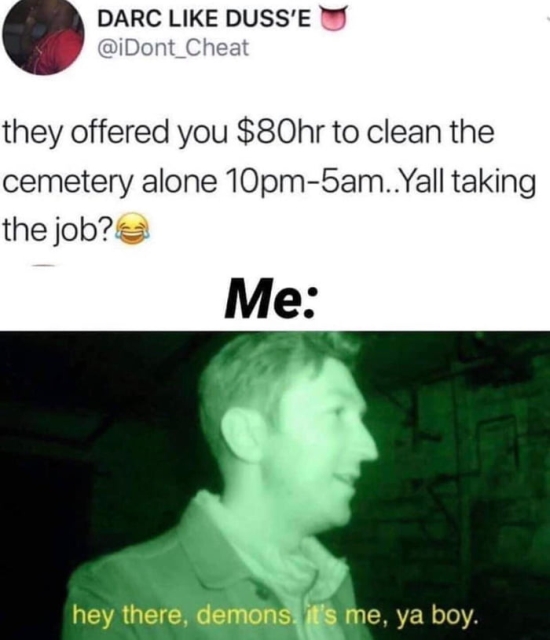 DARC LIKE DUSS'E 👅
@iDont_Cheat
they offered you $80hr to clean the
cemetery alone 10pm-5am..Yall taking
the job?😂
Me:
hey there, demons. it's me, ya boy.